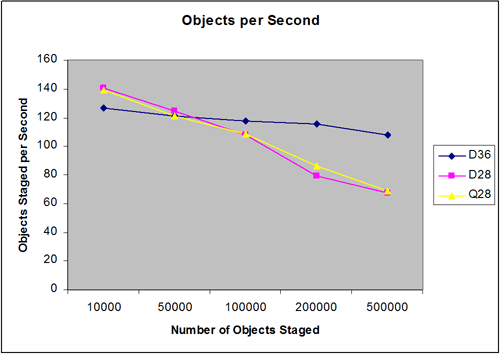 Objects per Second
160
140
120
100
80
60
40
20
0
Objects Staged per Second
10000 50000 100000 200000 500000
Number of Objects Staged
D36
D28
Q28